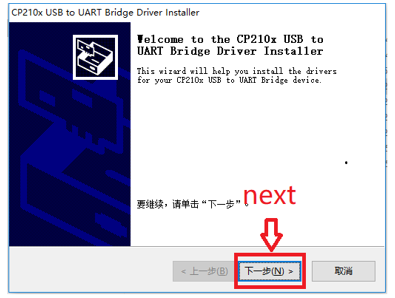 CP210x USB to UART Bridge Driver Installer
Welcome to the CP210x USB to
UART Bridge Driver Installer
This wizard will help you install the drivers
for your CP210x USB to UART Bridge device.
要继续，请单击“下一步”。
next
< 上一步(B)
下一步(N) >
取消